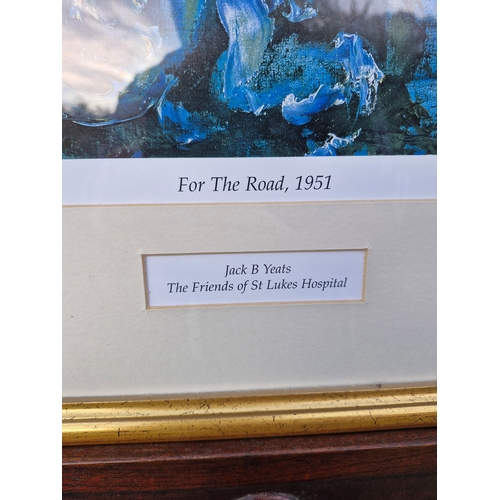 For The Road, 1951
Jack B Yeats
The Friends of St Lukes Hospital